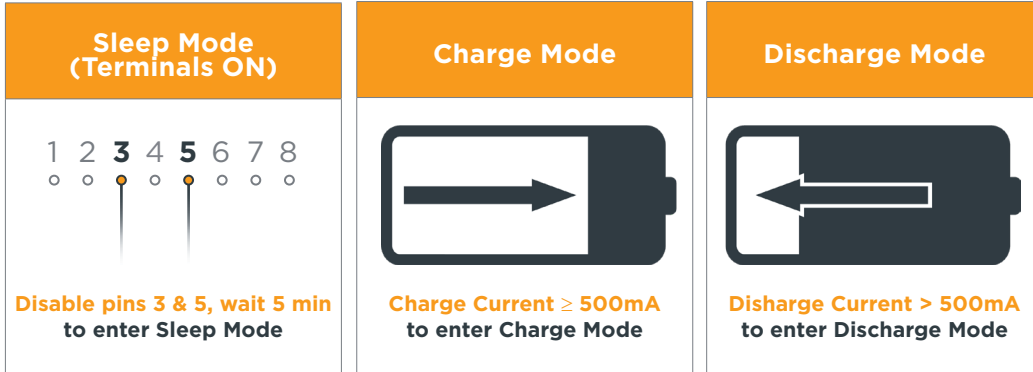 Sleep Mode
(Terminals ON)
1 2 3 4 5 6 7 8
Disable pins 3 & 5, wait 5 min
to enter Sleep Mode
Charge Mode
Charge Current ≥ 500mA
to enter Charge Mode
Discharge Mode
Disharge Current > 500mA
to enter Discharge Mode